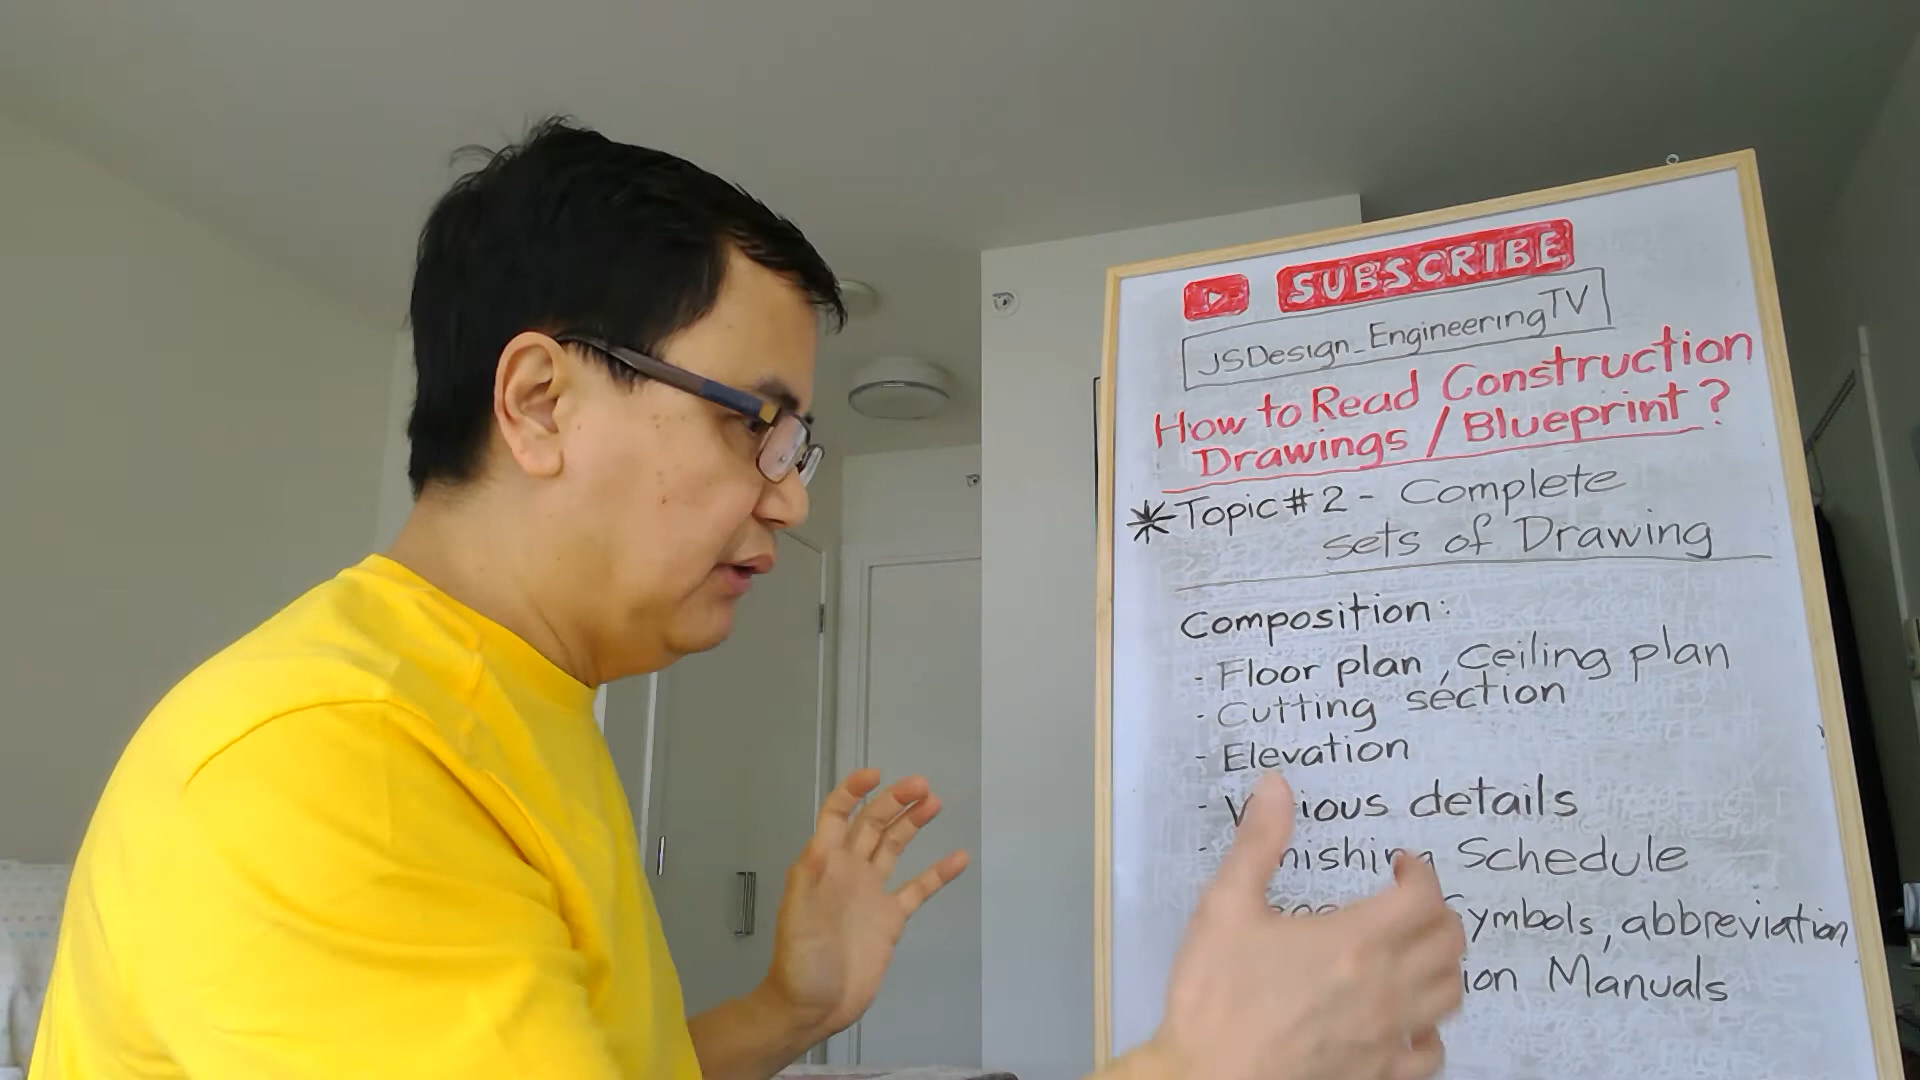 SUBSCRIBE
JSDesign_EngineeringTV
How to Read Construction
Drawings / Blueprint?
Topic # 2 - Complete
sets of Drawing
Composition:
- Floor plan, Ceiling plan
- Cutting section
- Elevation
- details
- Schedule
Symbols, abbreviation
Manuals